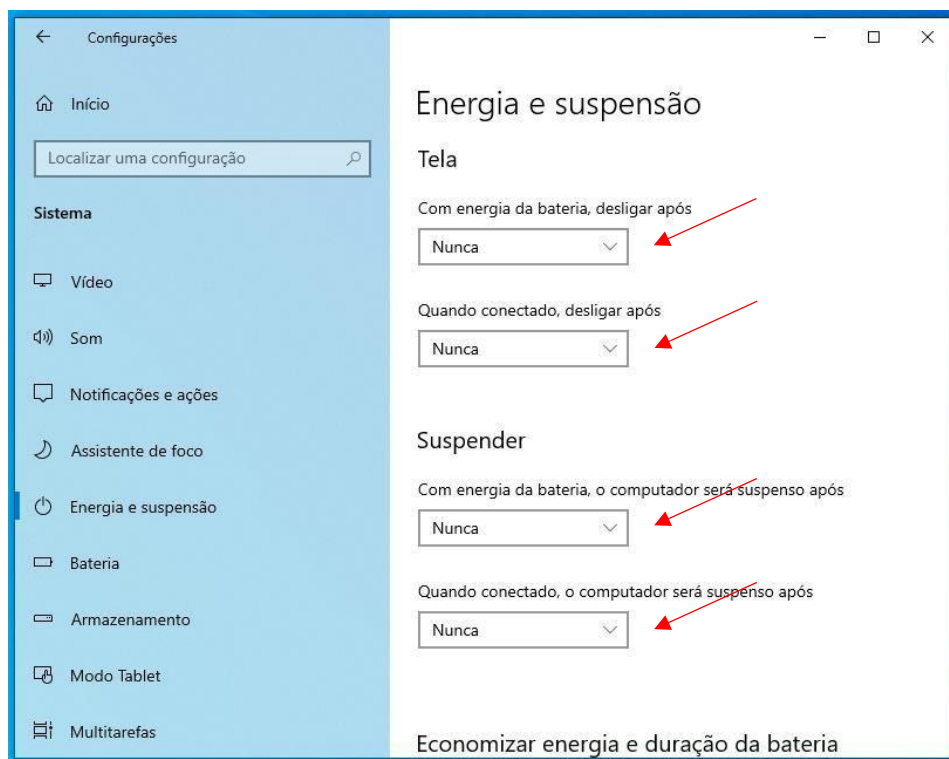 Configurações
Início
Localizar uma configuração
Sistema
Vídeo
Som
Notificações e ações
Assistente de foco
Energia e suspensão
Bateria
Armazenamento
Modo Tablet
Multitarefas
Energia e suspensão
Tela
Com energia da bateria, desligar após
Nunca
Quando conectado, desligar após
Nunca
Suspender
Com energia da bateria, o computador será suspenso após
Nunca
Quando conectado, o computador será suspenso após
Nunca
Economizar energia e duração da bateria